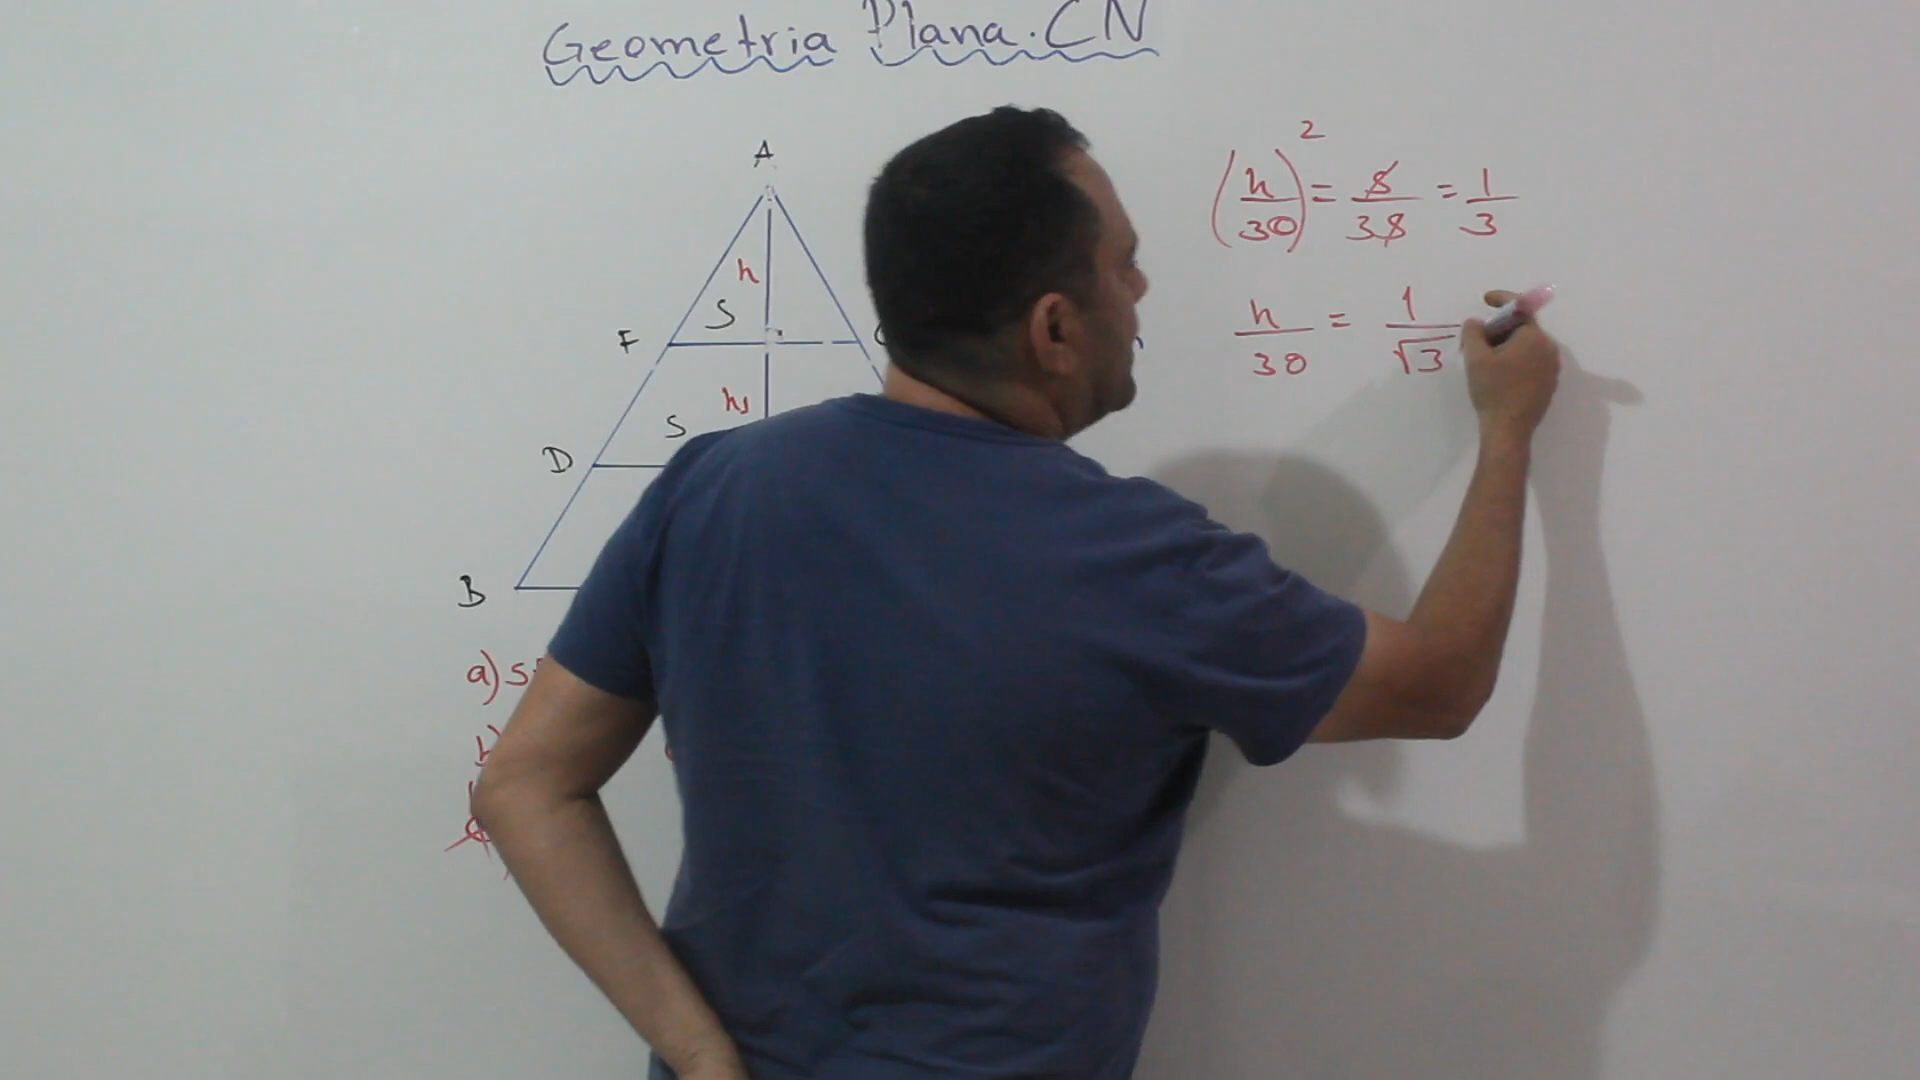 Geometria Plana. CN
A
h
S
F
h₁
S
D
B
a) S
b)
(h/30)² = S/3S = 1/3
h/30 = 1/√3